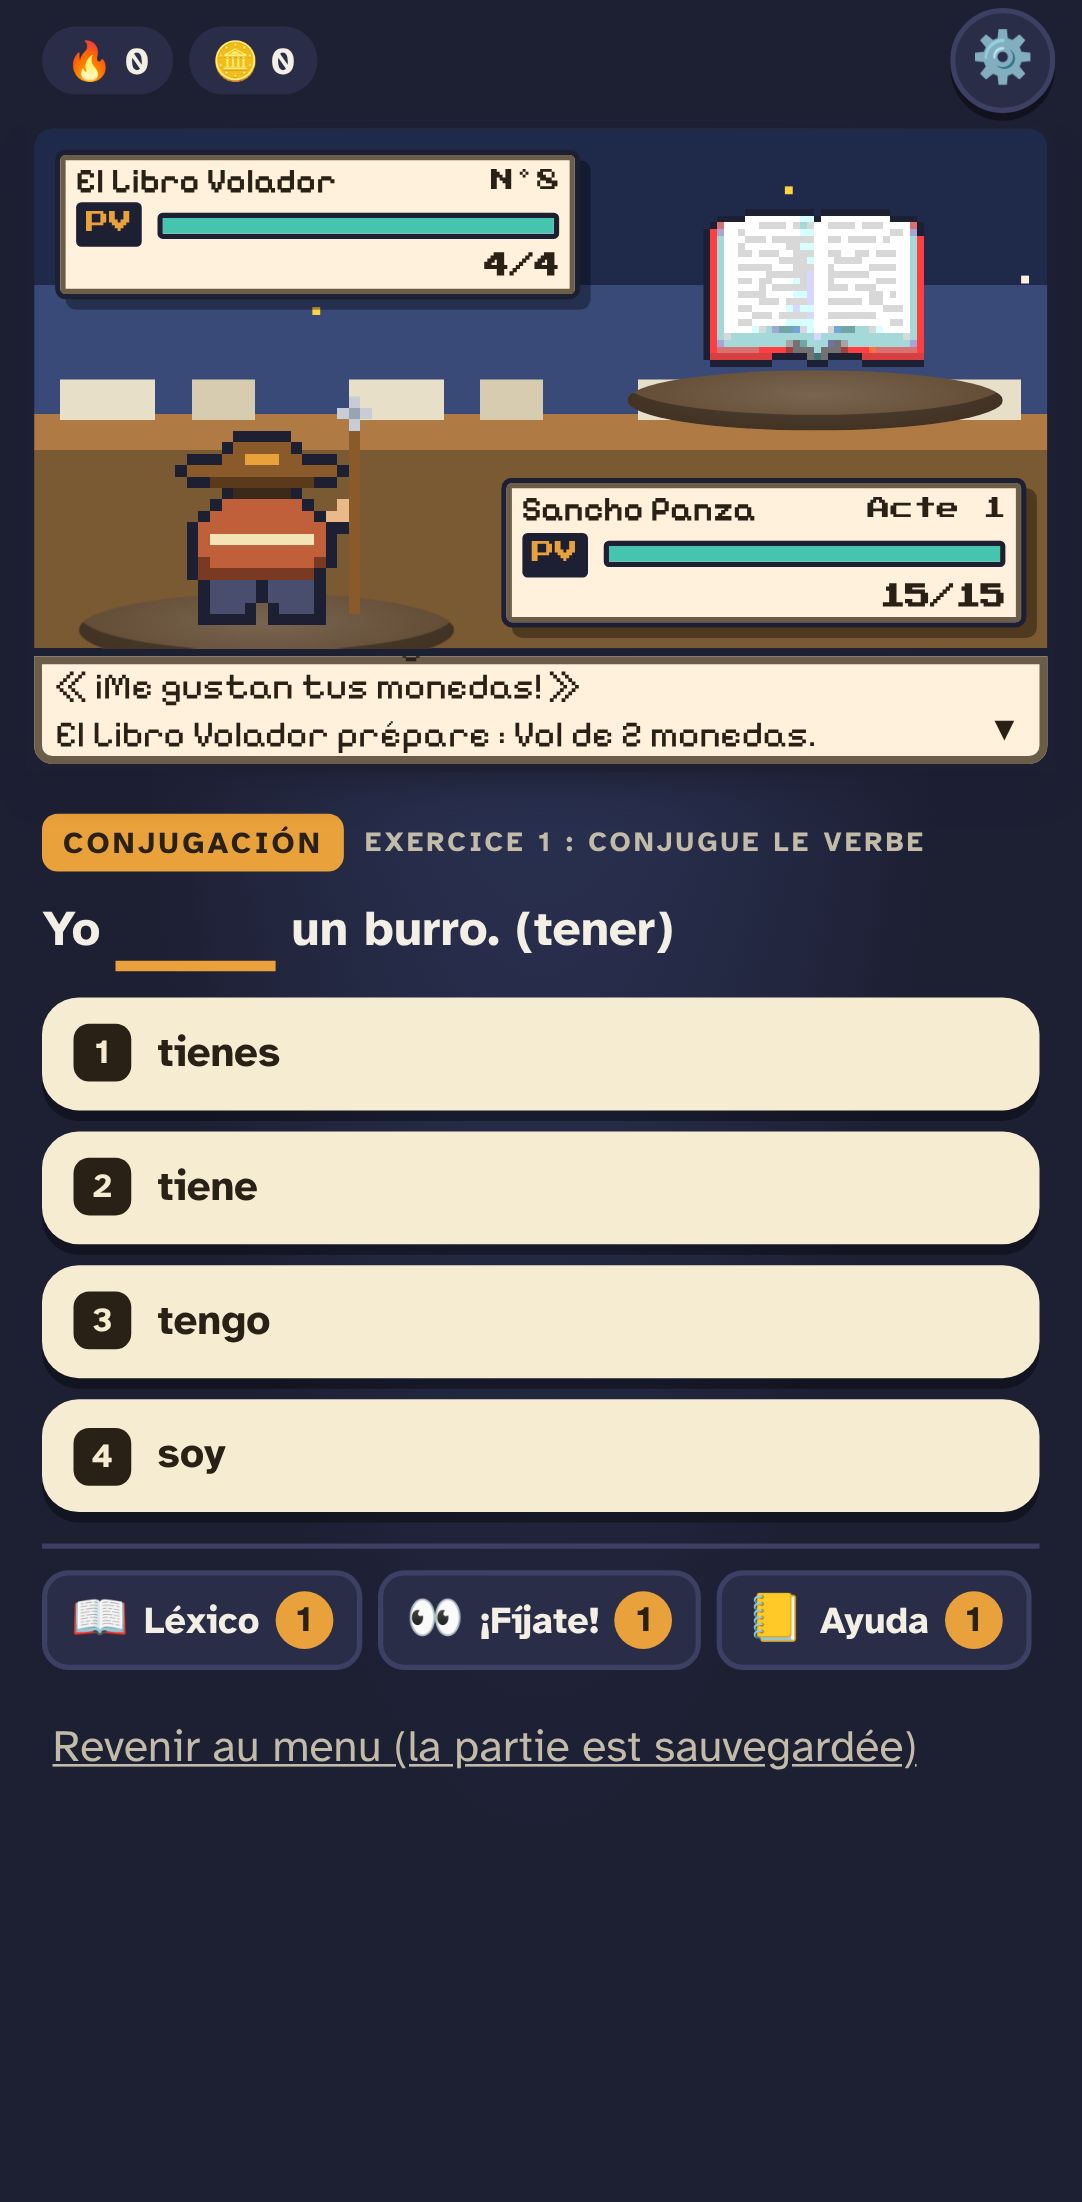 🔥 0 🪙 0 ⚙️
El Libro Volador N°8
PV
4/4
Sancho Panza Acte 1
PV
15/15
« ¡Me gustan tus monedas! »
El Libro Volador prépare : Vol de 2 monedas. ▼
CONJUGACIÓN EXERCICE 1 : CONJUGUE LE VERBE
Yo ______ un burro. (tener)
1 tienes
2 tiene
3 tengo
4 soy
📖 Léxico 1 👀 ¡Fíjate! 1 📒 Ayuda 1
Revenir au menu (la partie est sauvegardée)